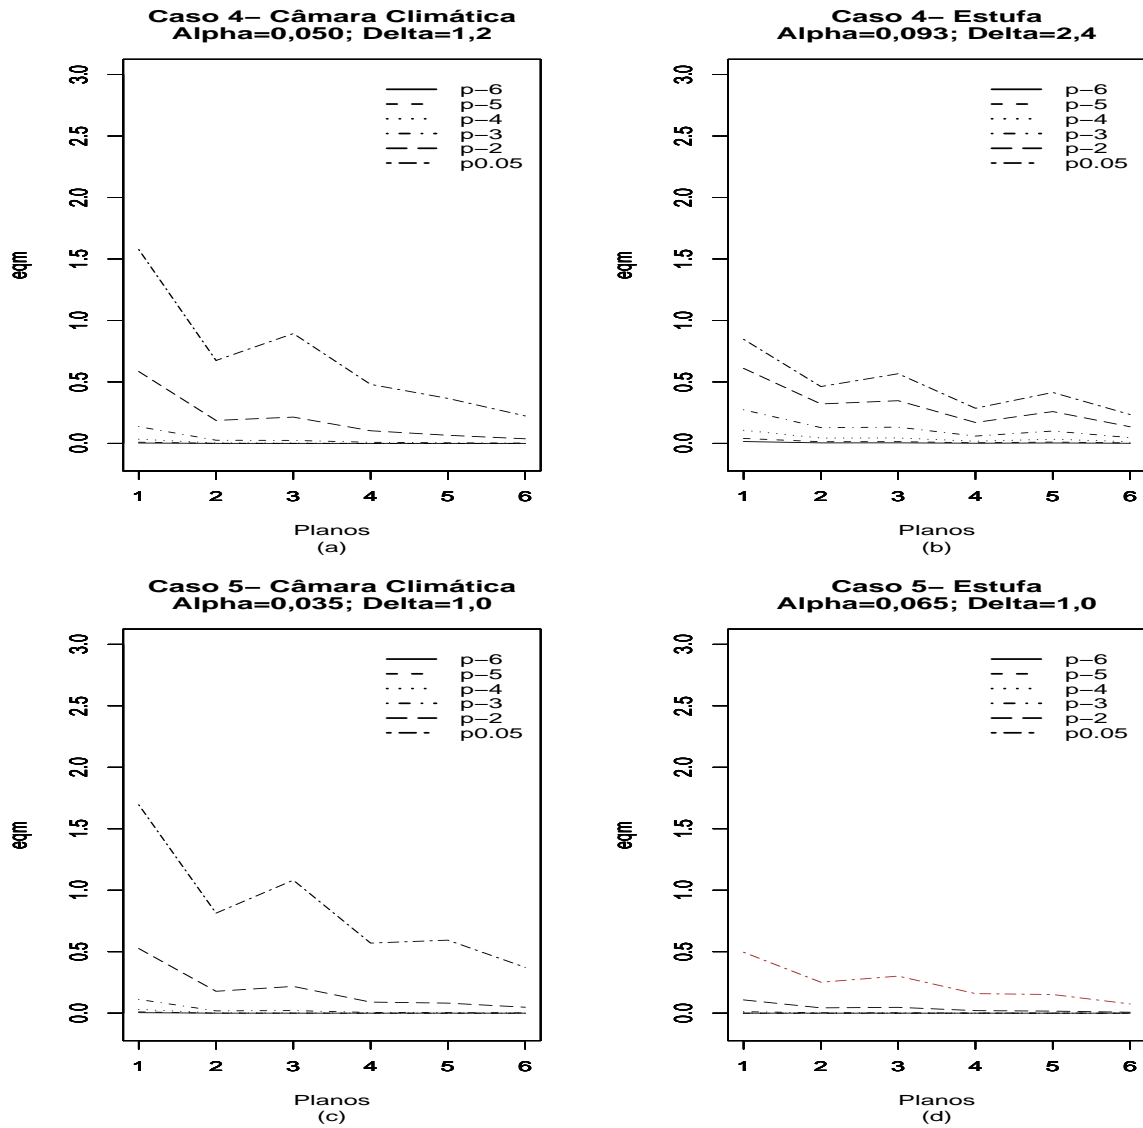 Caso 4– Câmara Climática
Alpha=0,050; Delta=1,2
3.0
2.5
2.0
1.5
1.0
0.5
0.0
eqm
p–6
p–5
p–4
p–3
p–2
p0.05
1 2 3 4 5 6
Planos
(a)
Caso 4– Estufa
Alpha=0,093; Delta=2,4
3.0
2.5
2.0
1.5
1.0
0.5
0.0
eqm
p–6
p–5
p–4
p–3
p–2
p0.05
1 2 3 4 5 6
Planos
(b)
Caso 5– Câmara Climática
Alpha=0,035; Delta=1,0
3.0
2.5
2.0
1.5
1.0
0.5
0.0
eqm
p–6
p–5
p–4
p–3
p–2
p0.05
1 2 3 4 5 6
Planos
(c)
Caso 5– Estufa
Alpha=0,065; Delta=1,0
3.0
2.5
2.0
1.5
1.0
0.5
0.0
eqm
p–6
p–5
p–4
p–3
p–2
p0.05
1 2 3 4 5 6
Planos
(d)